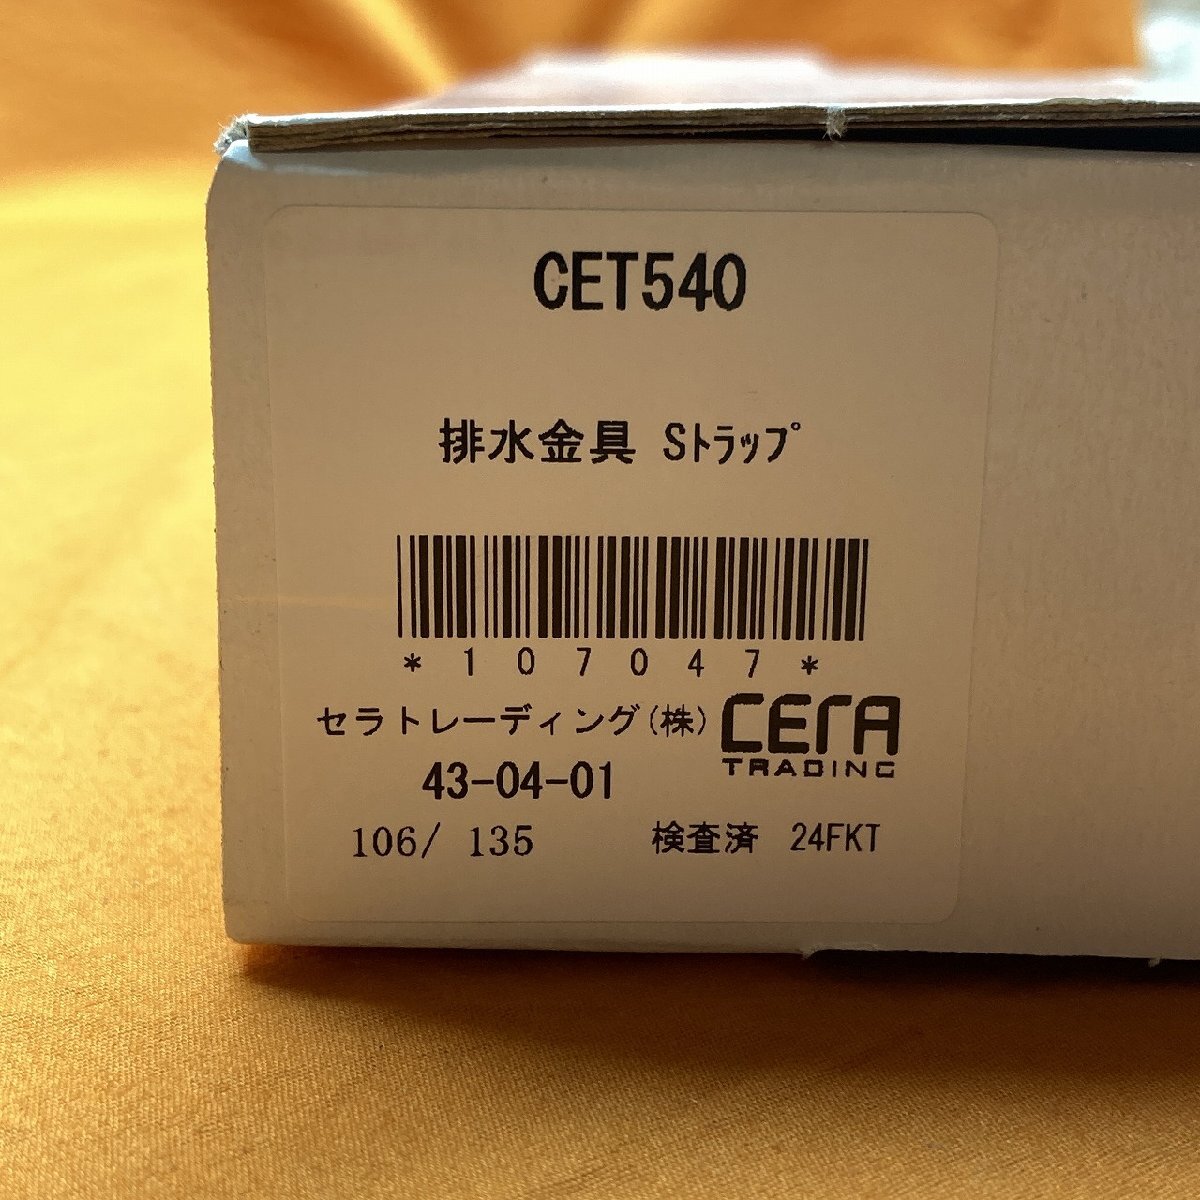 CET540
排水金具 Sﾄﾗｯﾌﾟ
*107047*
セラトレーディング(株)
CERA
TRADING
43-04-01
106/ 135
検査済 24FKT